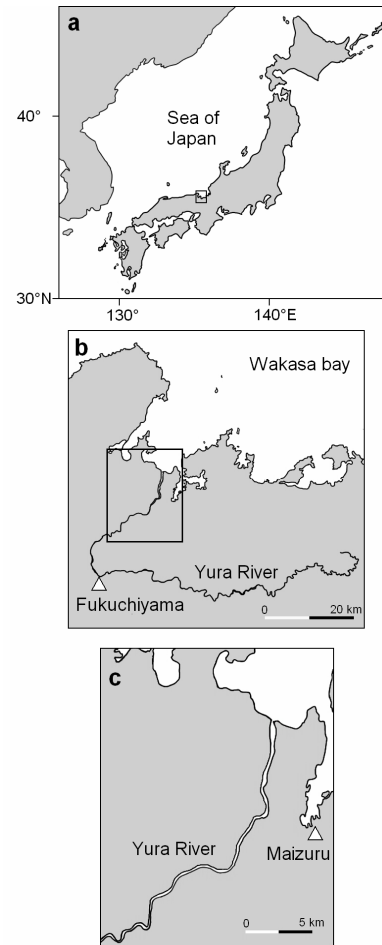 a
40°
Sea of
Japan
30°N
130°
140°E
b
Wakasa bay
Yura River
Fukuchiyama
0
20 km
c
Yura River
Maizuru
0
5 km